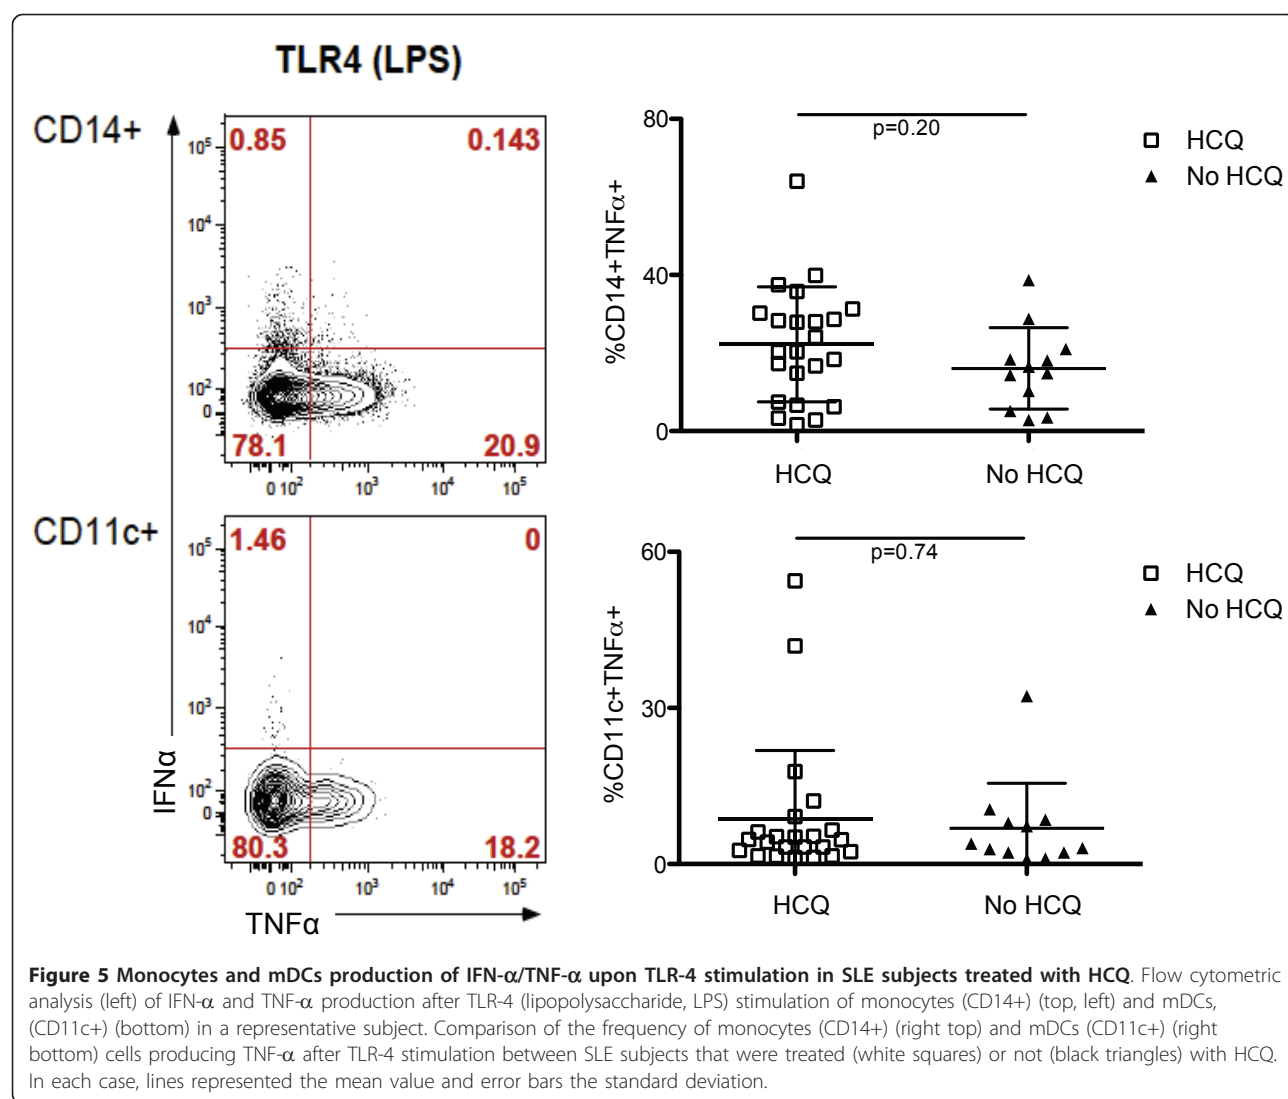 TLR4 (LPS)
CD14+
0.85 0.143
10^5
10^4
10^3
10^2
0
78.1 20.9
0 10^2 10^3 10^4 10^5
CD11c+
1.46 0
10^5
10^4
10^3
10^2
0
80.3 18.2
0 10^2 10^3 10^4 10^5
IFNα
TNFα
80
40
0
%CD14+TNFα+
p=0.20
HCQ
No HCQ
HCQ No HCQ
60
30
0
%CD11c+TNFα+
p=0.74
HCQ
No HCQ
HCQ No HCQ
Figure 5 Monocytes and mDCs production of IFN-α/TNF-α upon TLR-4 stimulation in SLE subjects treated with HCQ. Flow cytometric
analysis (left) of IFN-α and TNF-α production after TLR-4 (lipopolysaccharide, LPS) stimulation of monocytes (CD14+) (top, left) and mDCs,
(CD11c+) (bottom) in a representative subject. Comparison of the frequency of monocytes (CD14+) (right top) and mDCs (CD11c+) (right
bottom) cells producing TNF-α after TLR-4 stimulation between SLE subjects that were treated (white squares) or not (black triangles) with HCQ.
In each case, lines represented the mean value and error bars the standard deviation.